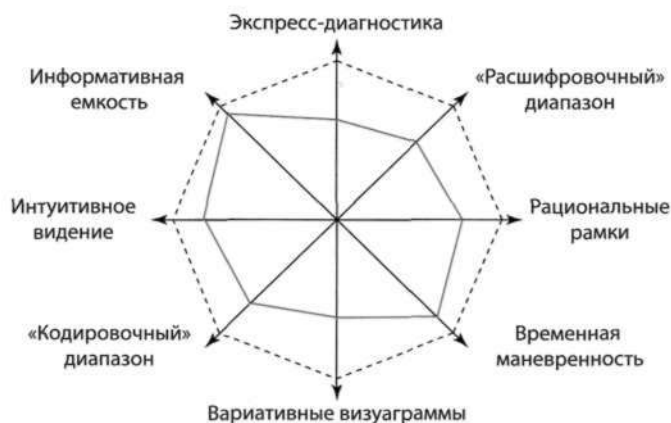 Экспресс-диагностика
Информативная
емкость
«Расшифровочный»
диапазон
Интуитивное
видение
Рациональные
рамки
«Кодировочный»
диапазон
Временная
маневренность
Вариативные визуаграммы